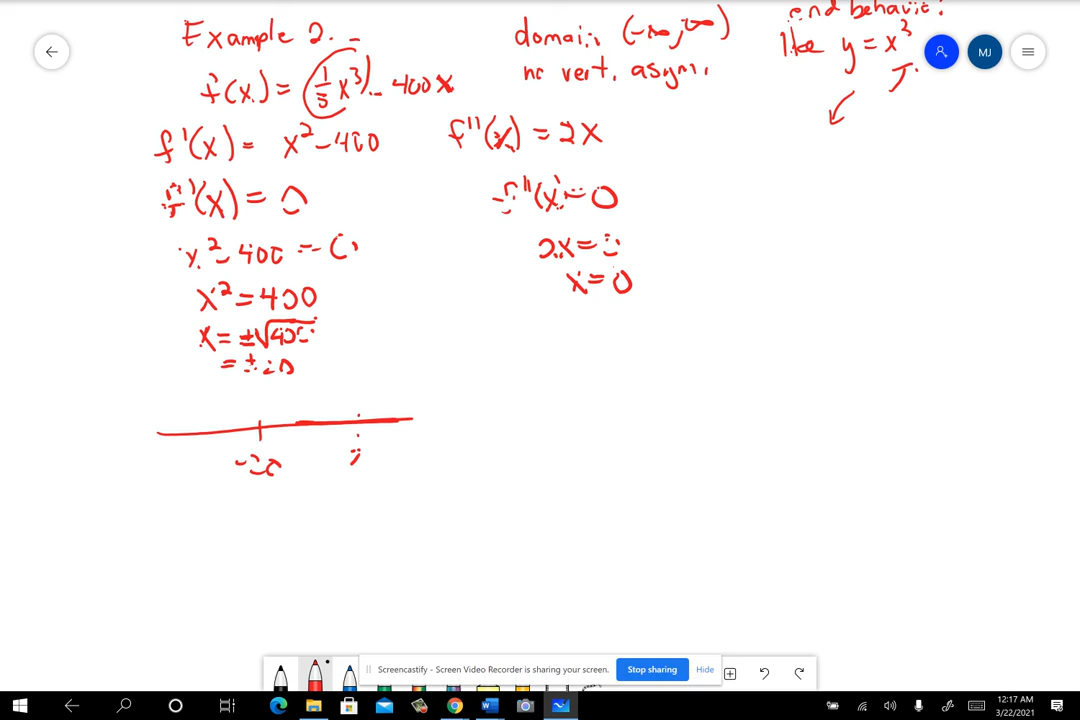 Example 2.
domain (-∞, ∞)
no vert. asym.
end behavior:
like y = x³
f(x) = (1/3 x³) - 400x
f'(x) = x² - 400
f''(x) = 2x
f'(x) = 0
f''(x) = 0
x² - 400 = 0
2x = 0
x² = 400
x = 0
x = ±√400
= ±20
-20
MJ
Screencastify - Screen Video Recorder is sharing your screen.
Stop sharing
Hide
12:17 AM
3/22/2021